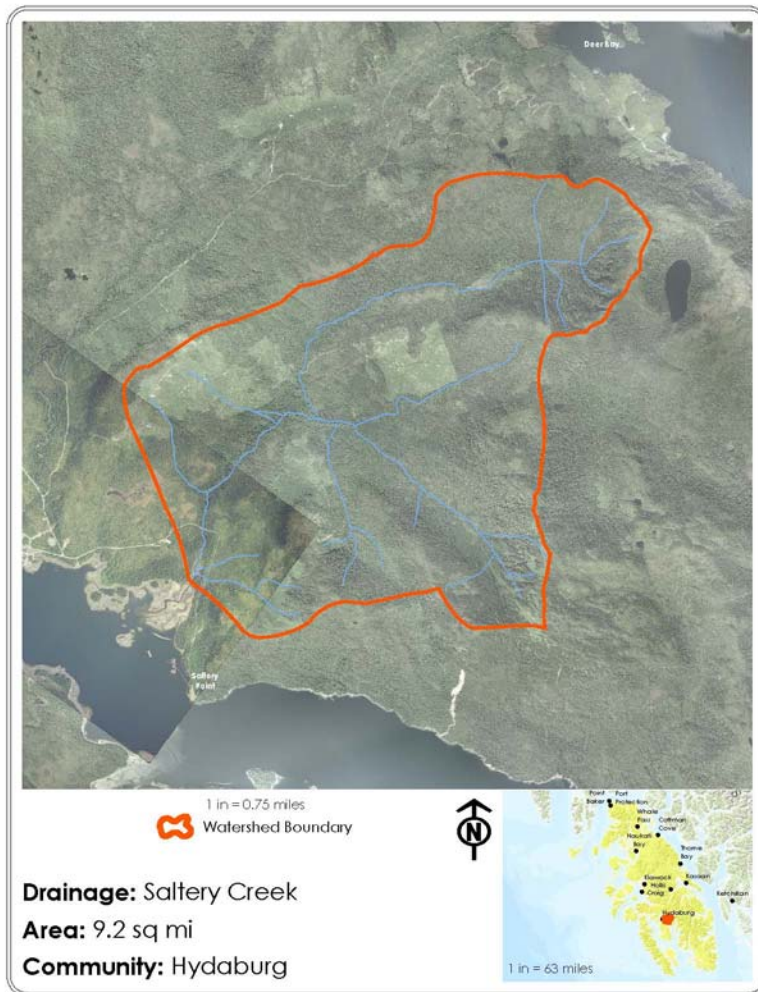 Deer Bay
Saltery
Point
1 in = 0.75 miles
Watershed Boundary
N
Drainage: Saltery Creek
Area: 9.2 sq mi
Community: Hydaburg
Point
Baker
Port
Protection
Whale
Pass
Coffman
Cove
Naukati
Bay
Thorne
Bay
Klawock
Hollis
Craig
Kasaan
Ketchikan
Hydaburg
1 in = 63 miles